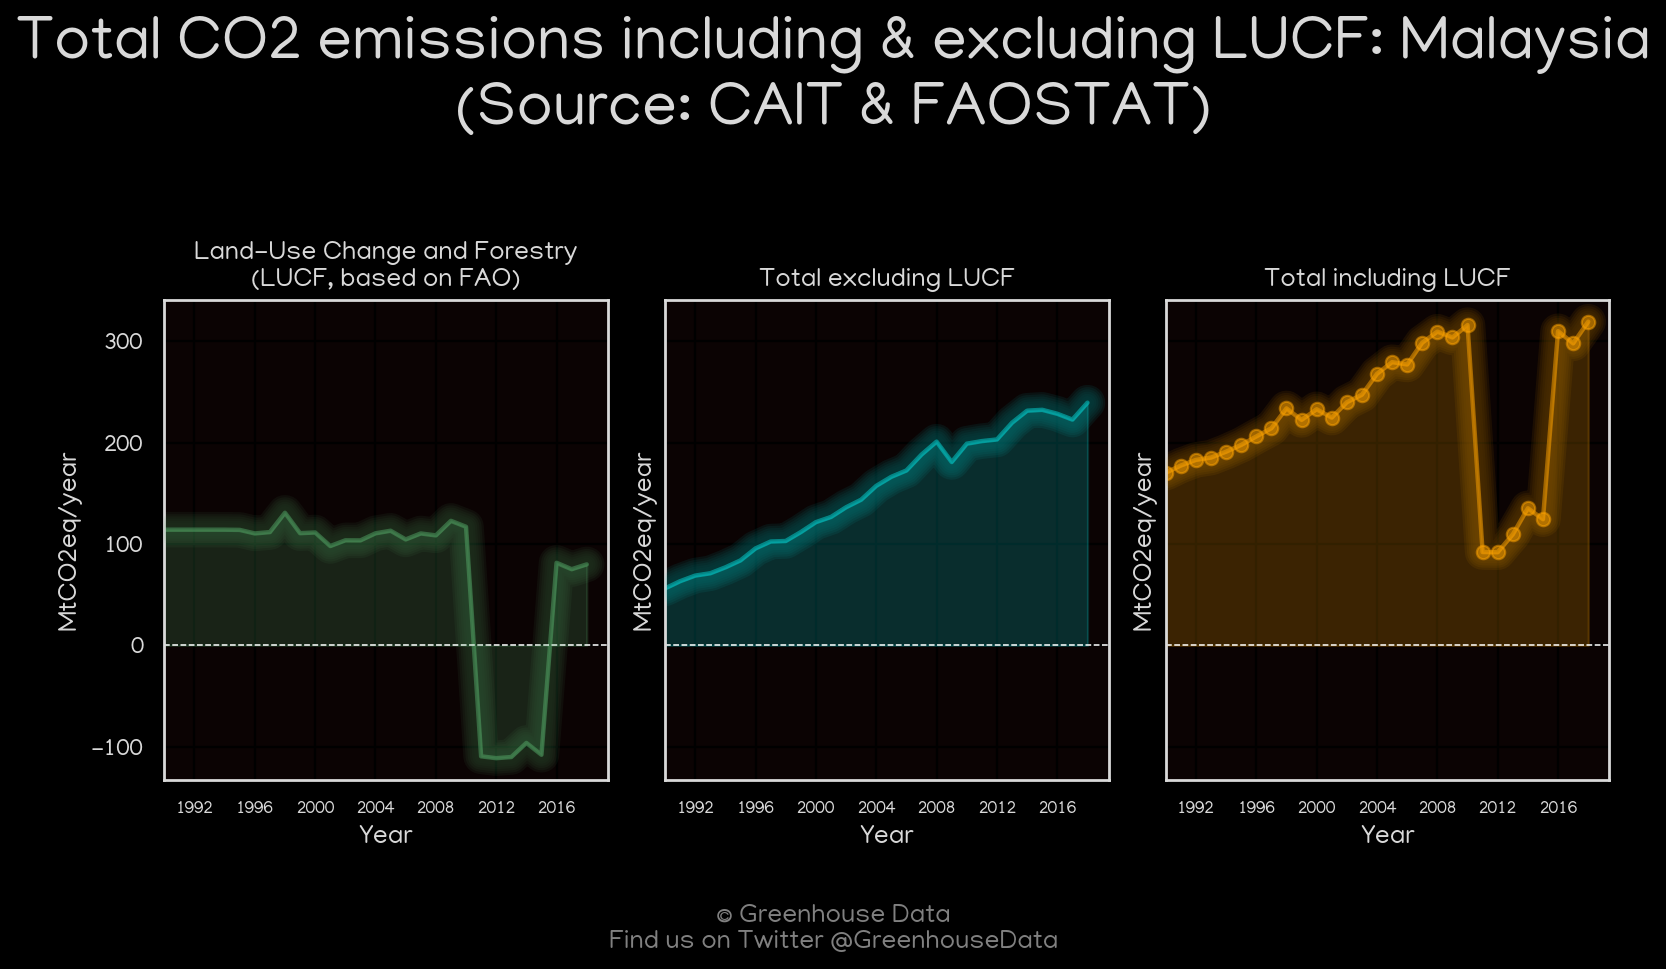 Total CO2 emissions including & excluding LUCF: Malaysia
(Source: CAIT & FAOSTAT)
Land-Use Change and Forestry
(LUCF, based on FAO)
Total excluding LUCF
Total including LUCF
MtCO2eq/year
300
200
100
0
-100
MtCO2eq/year
MtCO2eq/year
1992 1996 2000 2004 2008 2012 2016
1992 1996 2000 2004 2008 2012 2016
1992 1996 2000 2004 2008 2012 2016
Year
Year
Year
© Greenhouse Data
Find us on Twitter @GreenhouseData